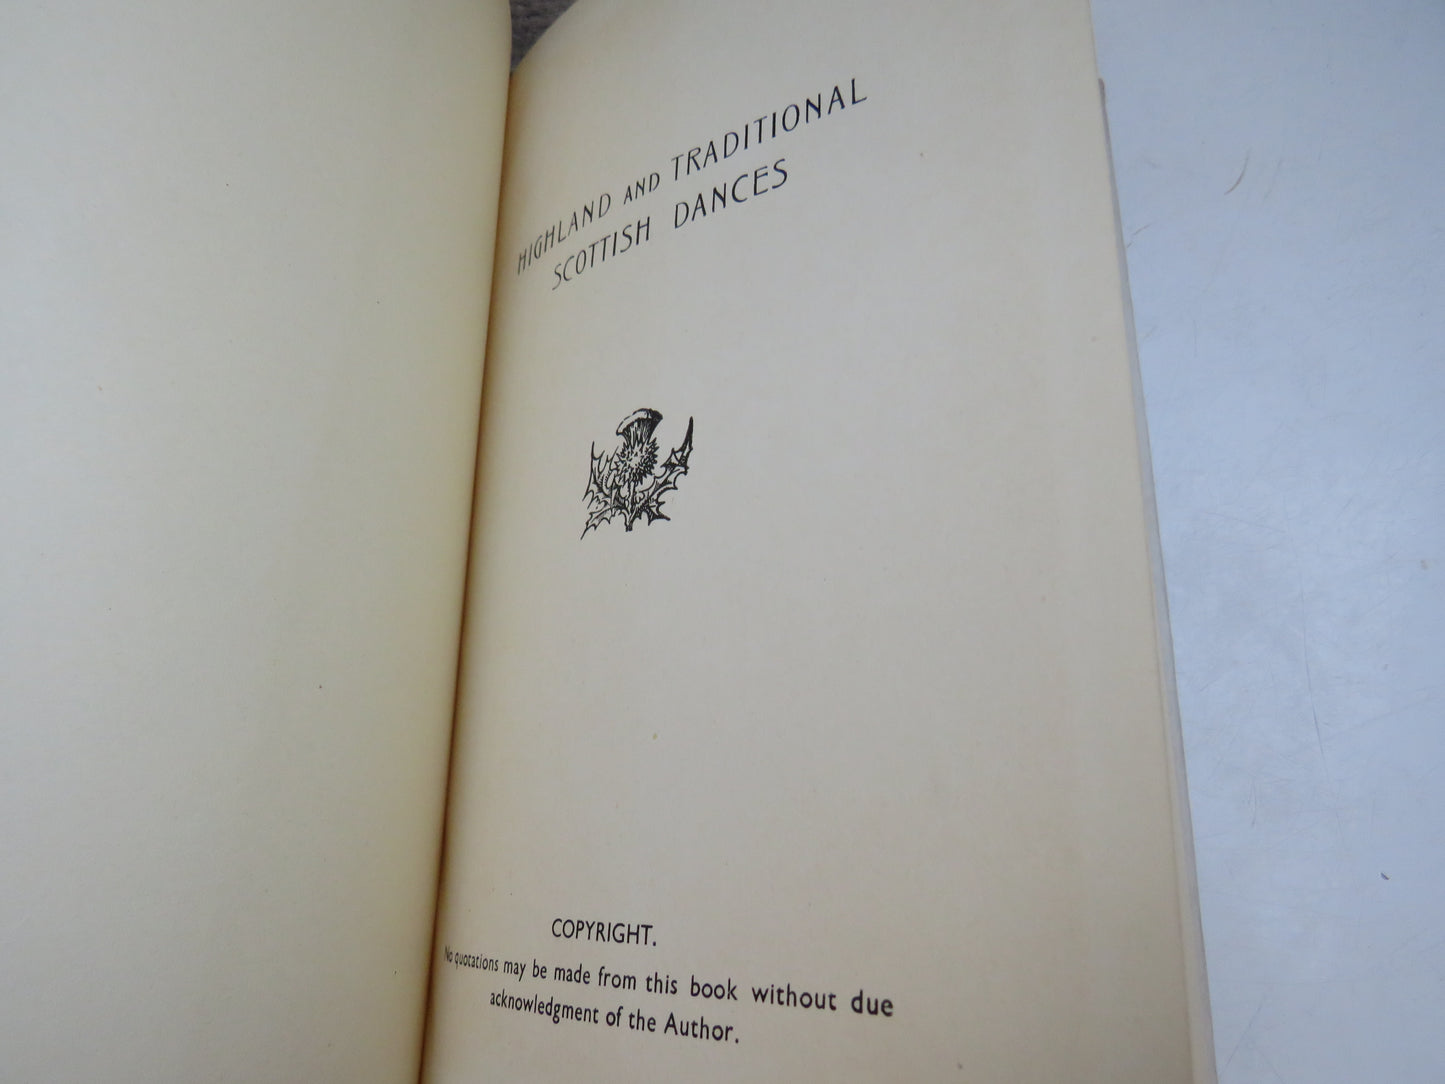 HIGHLAND AND TRADITIONAL
SCOTTISH DANCES
COPYRIGHT.
No quotations may be made from this book without due
acknowledgment of the Author.